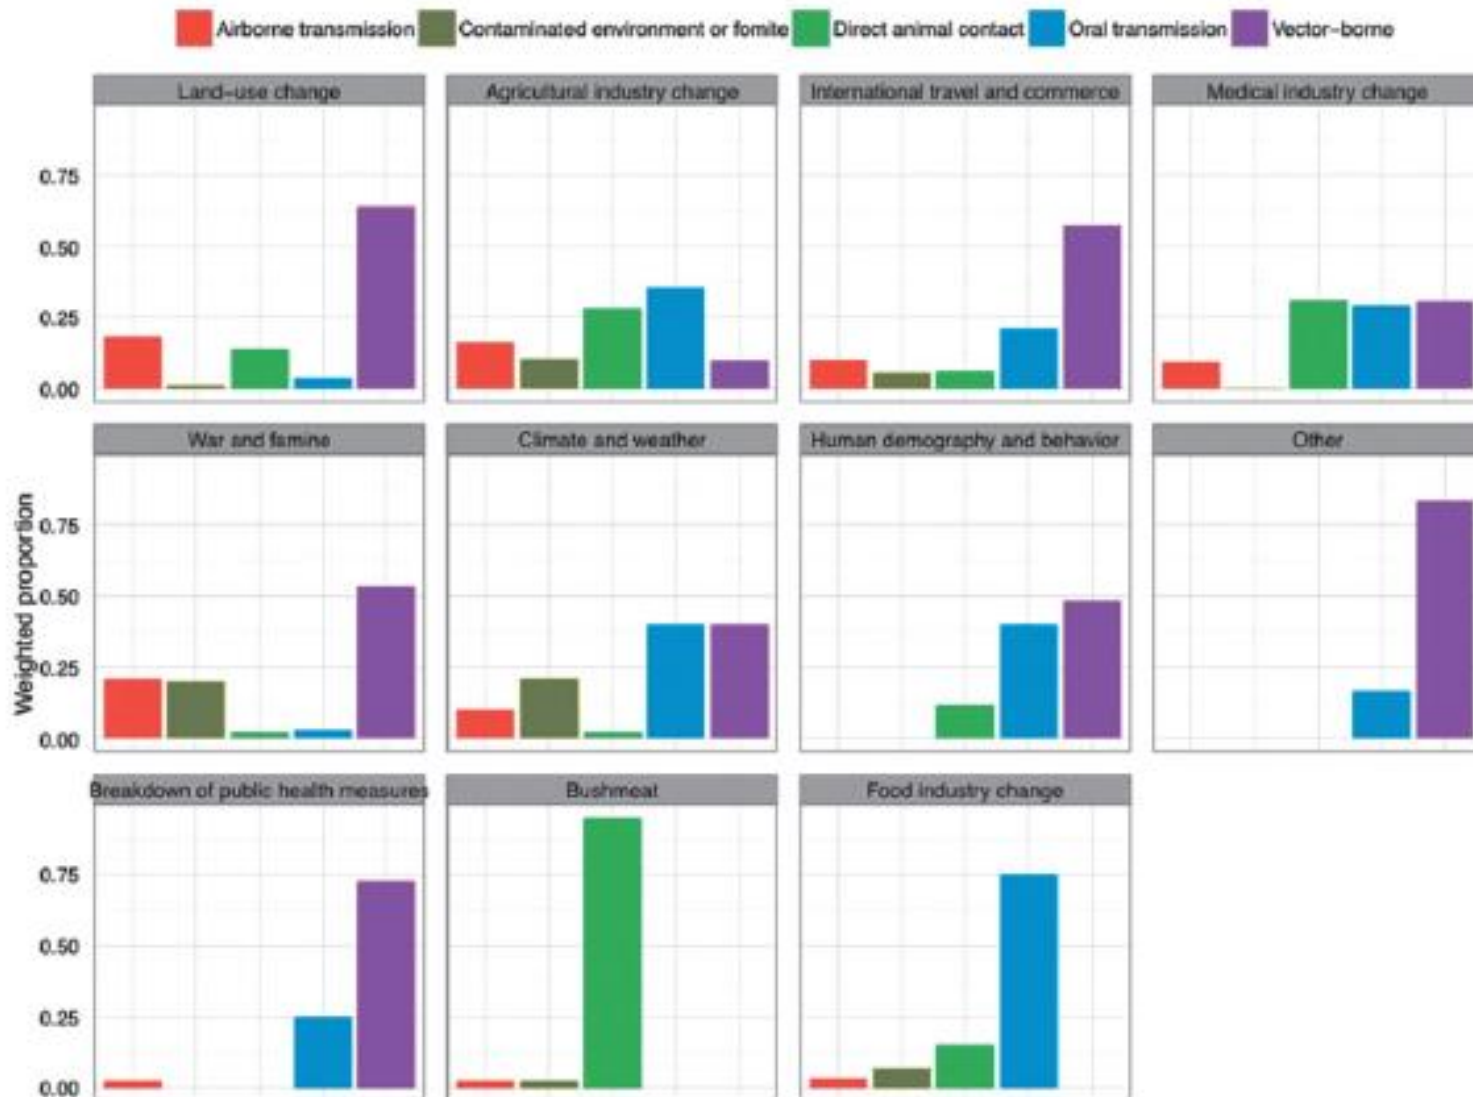 Airborne transmission Contaminated environment or fomite Direct animal contact Oral transmission Vector-borne
Land-use change Agricultural industry change International travel and commerce Medical industry change
0.75
0.50
0.25
0.00
War and famine Climate and weather Human demography and behavior Other
Weighted proportion
0.75
0.50
0.25
0.00
Breakdown of public health measures Bushmeat Food industry change
0.75
0.50
0.25
0.00